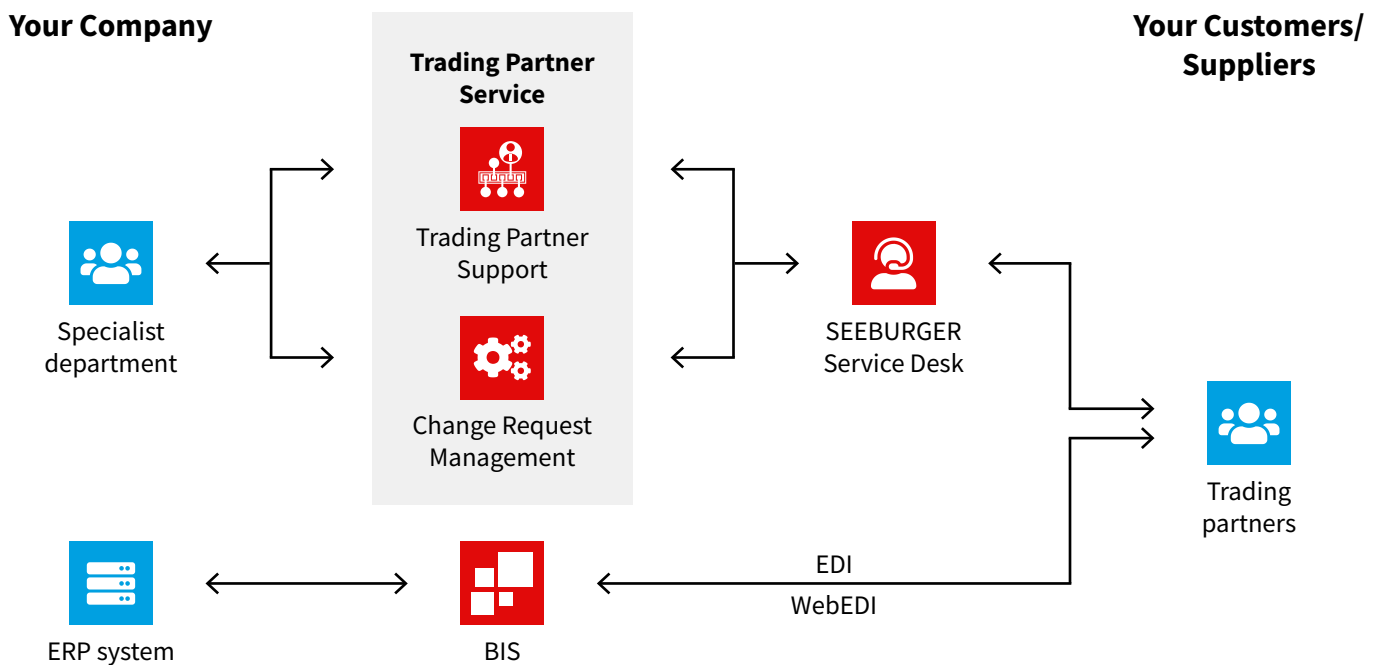 Your Company
Trading Partner
Service
Your Customers/
Suppliers
Trading Partner
Support
Specialist
department
SEEBURGER
Service Desk
Change Request
Management
Trading
partners
EDI
WebEDI
ERP system
BIS